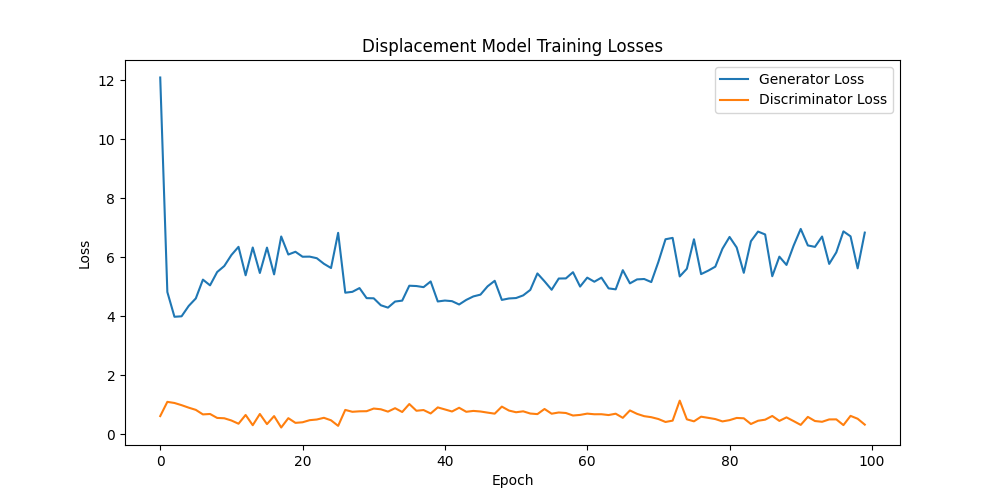 Displacement Model Training Losses
Generator Loss
Discriminator Loss
Loss
12
10
8
6
4
2
0
0 20 40 60 80 100
Epoch